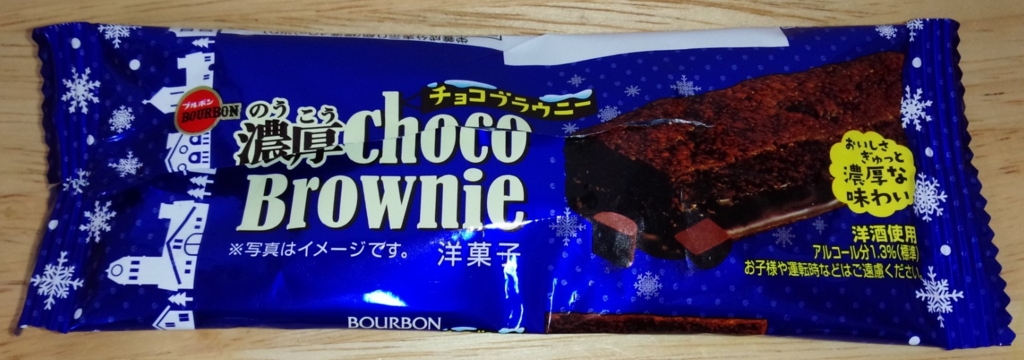 ブルボン
BOURBON
のうこう
濃厚choco
チョコブラウニー
Brownie
※写真はイメージです。
洋菓子
おいしさ
ぎゅっと
濃厚な
味わい
洋酒使用
アルコール分1.3%(標準)
お子様や運転時などはご遠慮ください
BOURBON